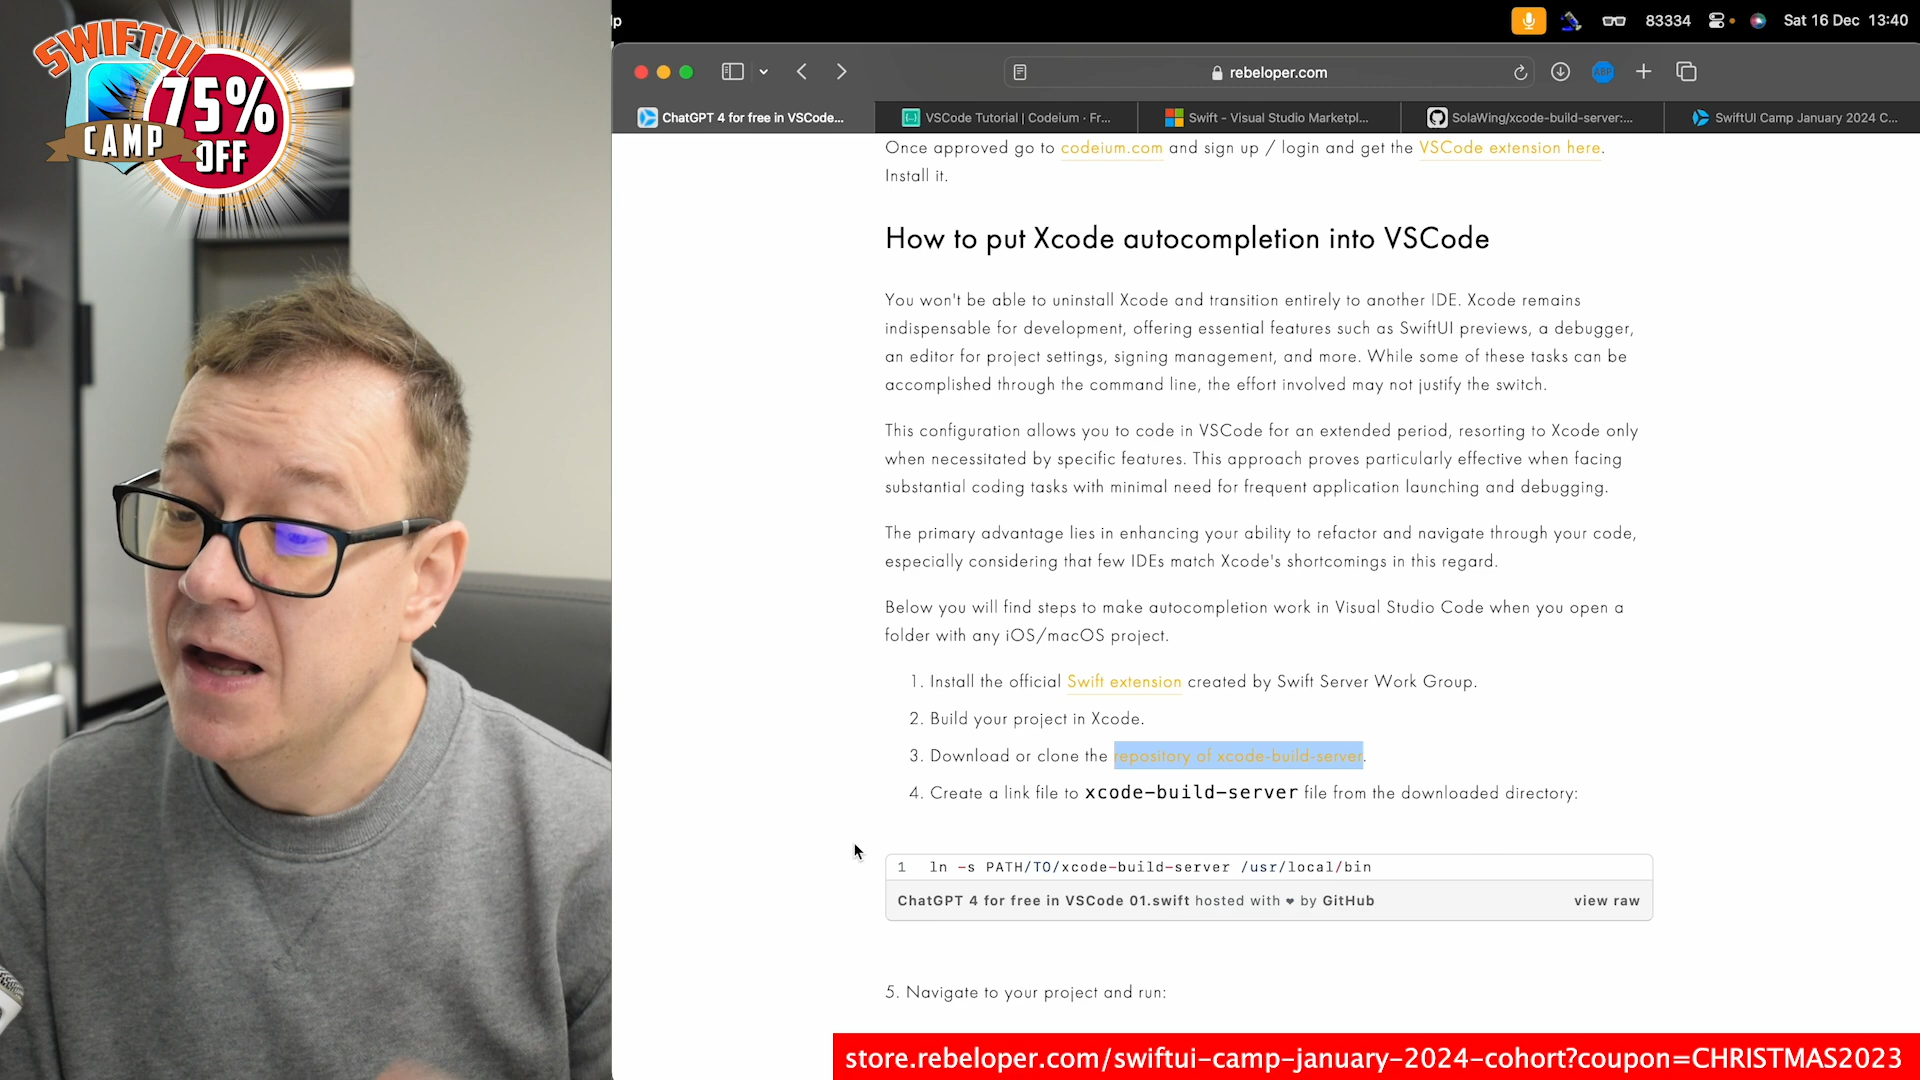 SWIFTUI
CAMP
75%
OFF
lp
83334
Sat 16 Dec 13:40
rebeloper.com
ABP
ChatGPT 4 for free in VSCode...
VSCode Tutorial | Codeium · Fr...
Swift - Visual Studio Marketpl...
SolaWing/xcode-build-server:...
SwiftUI Camp January 2024 C...
Once approved go to codeium.com and sign up / login and get the VSCode extension here.
Install it.
How to put Xcode autocompletion into VSCode
You won't be able to uninstall Xcode and transition entirely to another IDE. Xcode remains
indispensable for development, offering essential features such as SwiftUI previews, a debugger,
an editor for project settings, signing management, and more. While some of these tasks can be
accomplished through the command line, the effort involved may not justify the switch.
This configuration allows you to code in VSCode for an extended period, resorting to Xcode only
when necessitated by specific features. This approach proves particularly effective when facing
substantial coding tasks with minimal need for frequent application launching and debugging.
The primary advantage lies in enhancing your ability to refactor and navigate through your code,
especially considering that few IDEs match Xcode's shortcomings in this regard.
Below you will find steps to make autocompletion work in Visual Studio Code when you open a
folder with any iOS/macOS project.
1. Install the official Swift extension created by Swift Server Work Group.
2. Build your project in Xcode.
3. Download or clone the repository of xcode-build-server.
4. Create a link file to xcode-build-server file from the downloaded directory:
1 ln -s PATH/TO/xcode-build-server /usr/local/bin
ChatGPT 4 for free in VSCode 01.swift hosted with ❤ by GitHub
view raw
5. Navigate to your project and run:
store.rebeloper.com/swiftui-camp-january-2024-cohort?coupon=CHRISTMAS2023